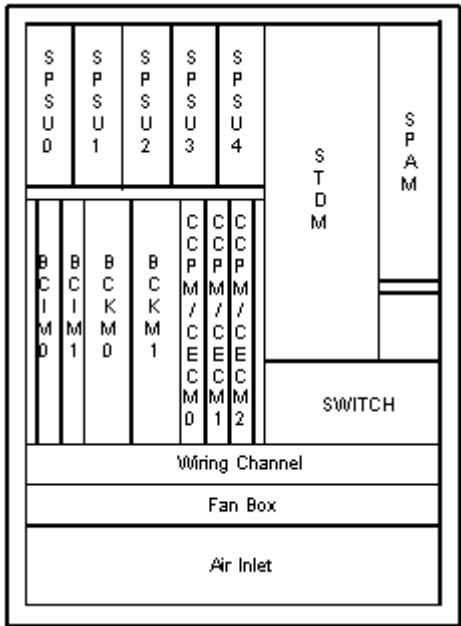 SPSU0
SPSU1
SPSU2
SPSU3
SPSU4
STDM
SPAM
BCIM0
BCIM1
BCKM0
BCKM1
CCPM/CECM0
CCPM/CECM1
CCPM/CECM2
SWITCH
Wiring Channel
Fan Box
Air Inlet